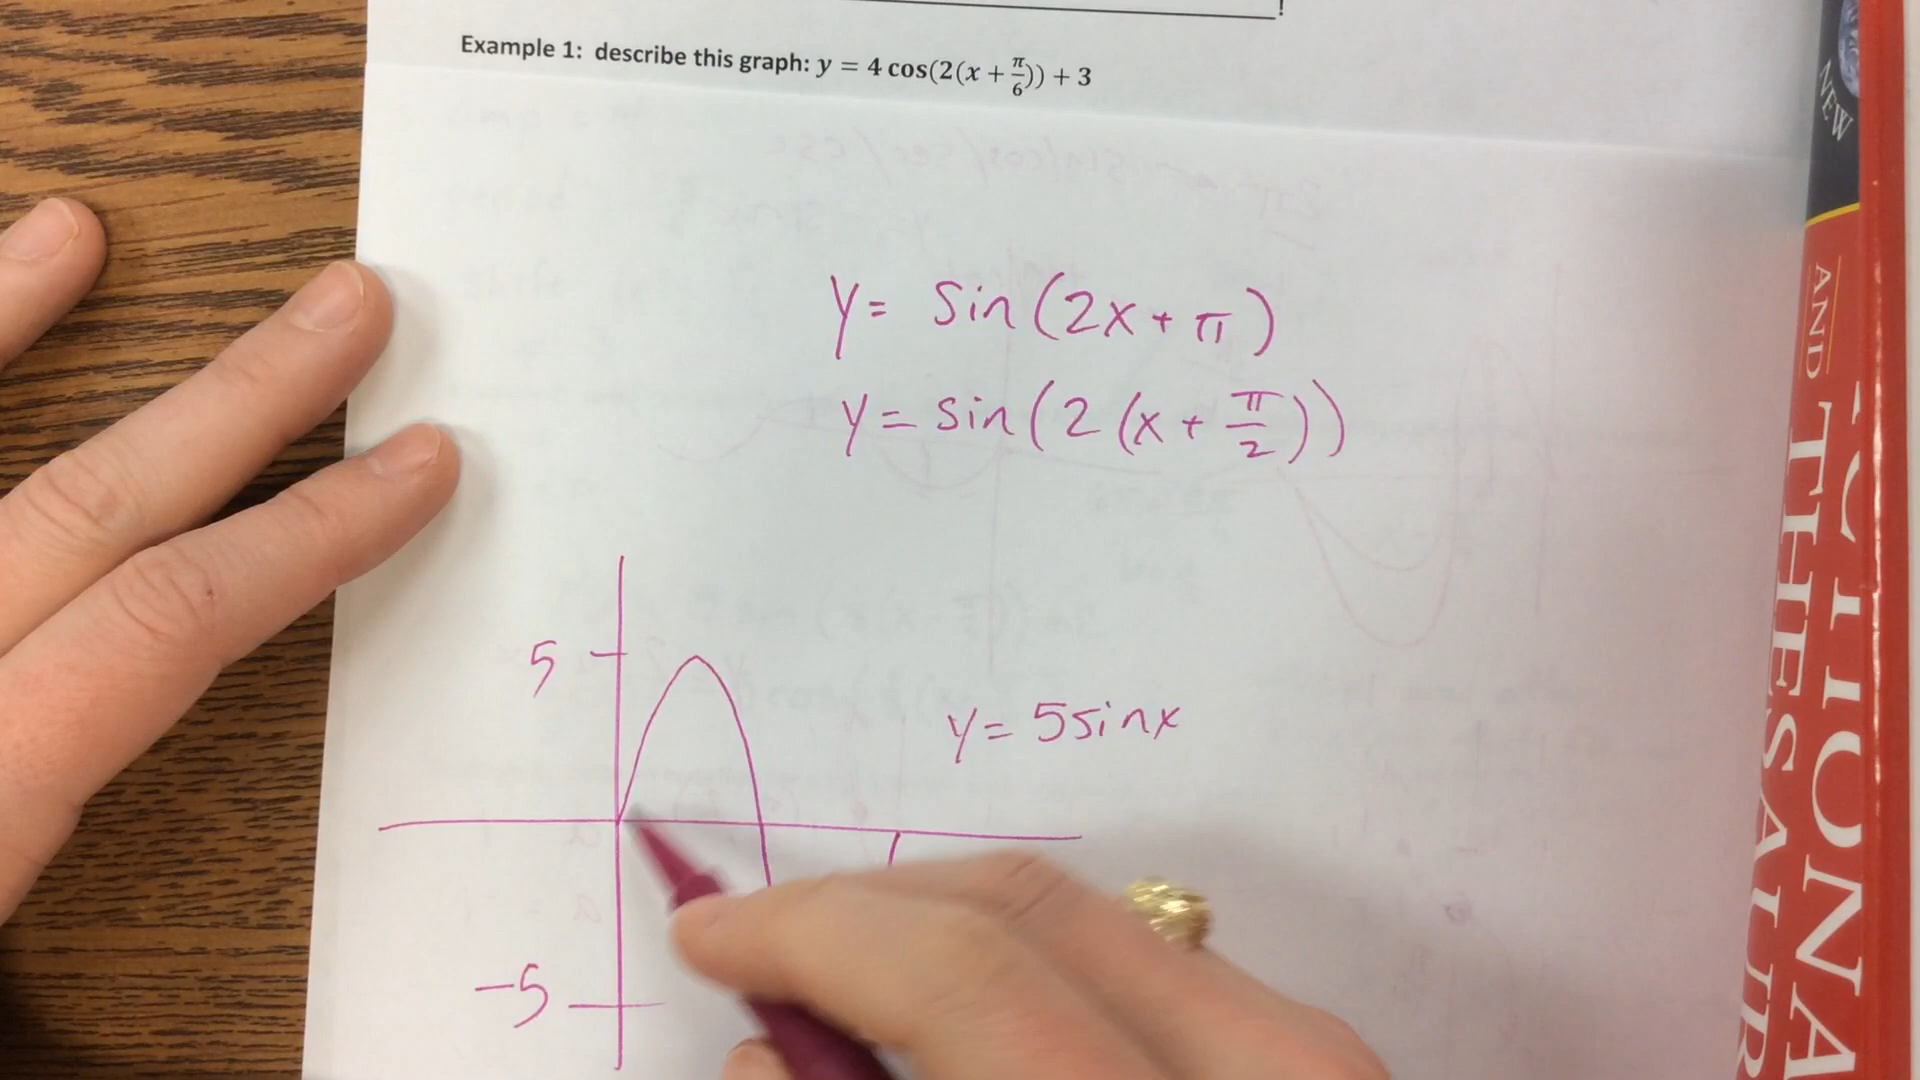 Example 1: describe this graph: y = 4 cos(2(x + π/6)) + 3
y = sin(2x + π)
y = sin(2(x + π/2))
5
y = 5sinx
-5
NEW
AND
THESAUR